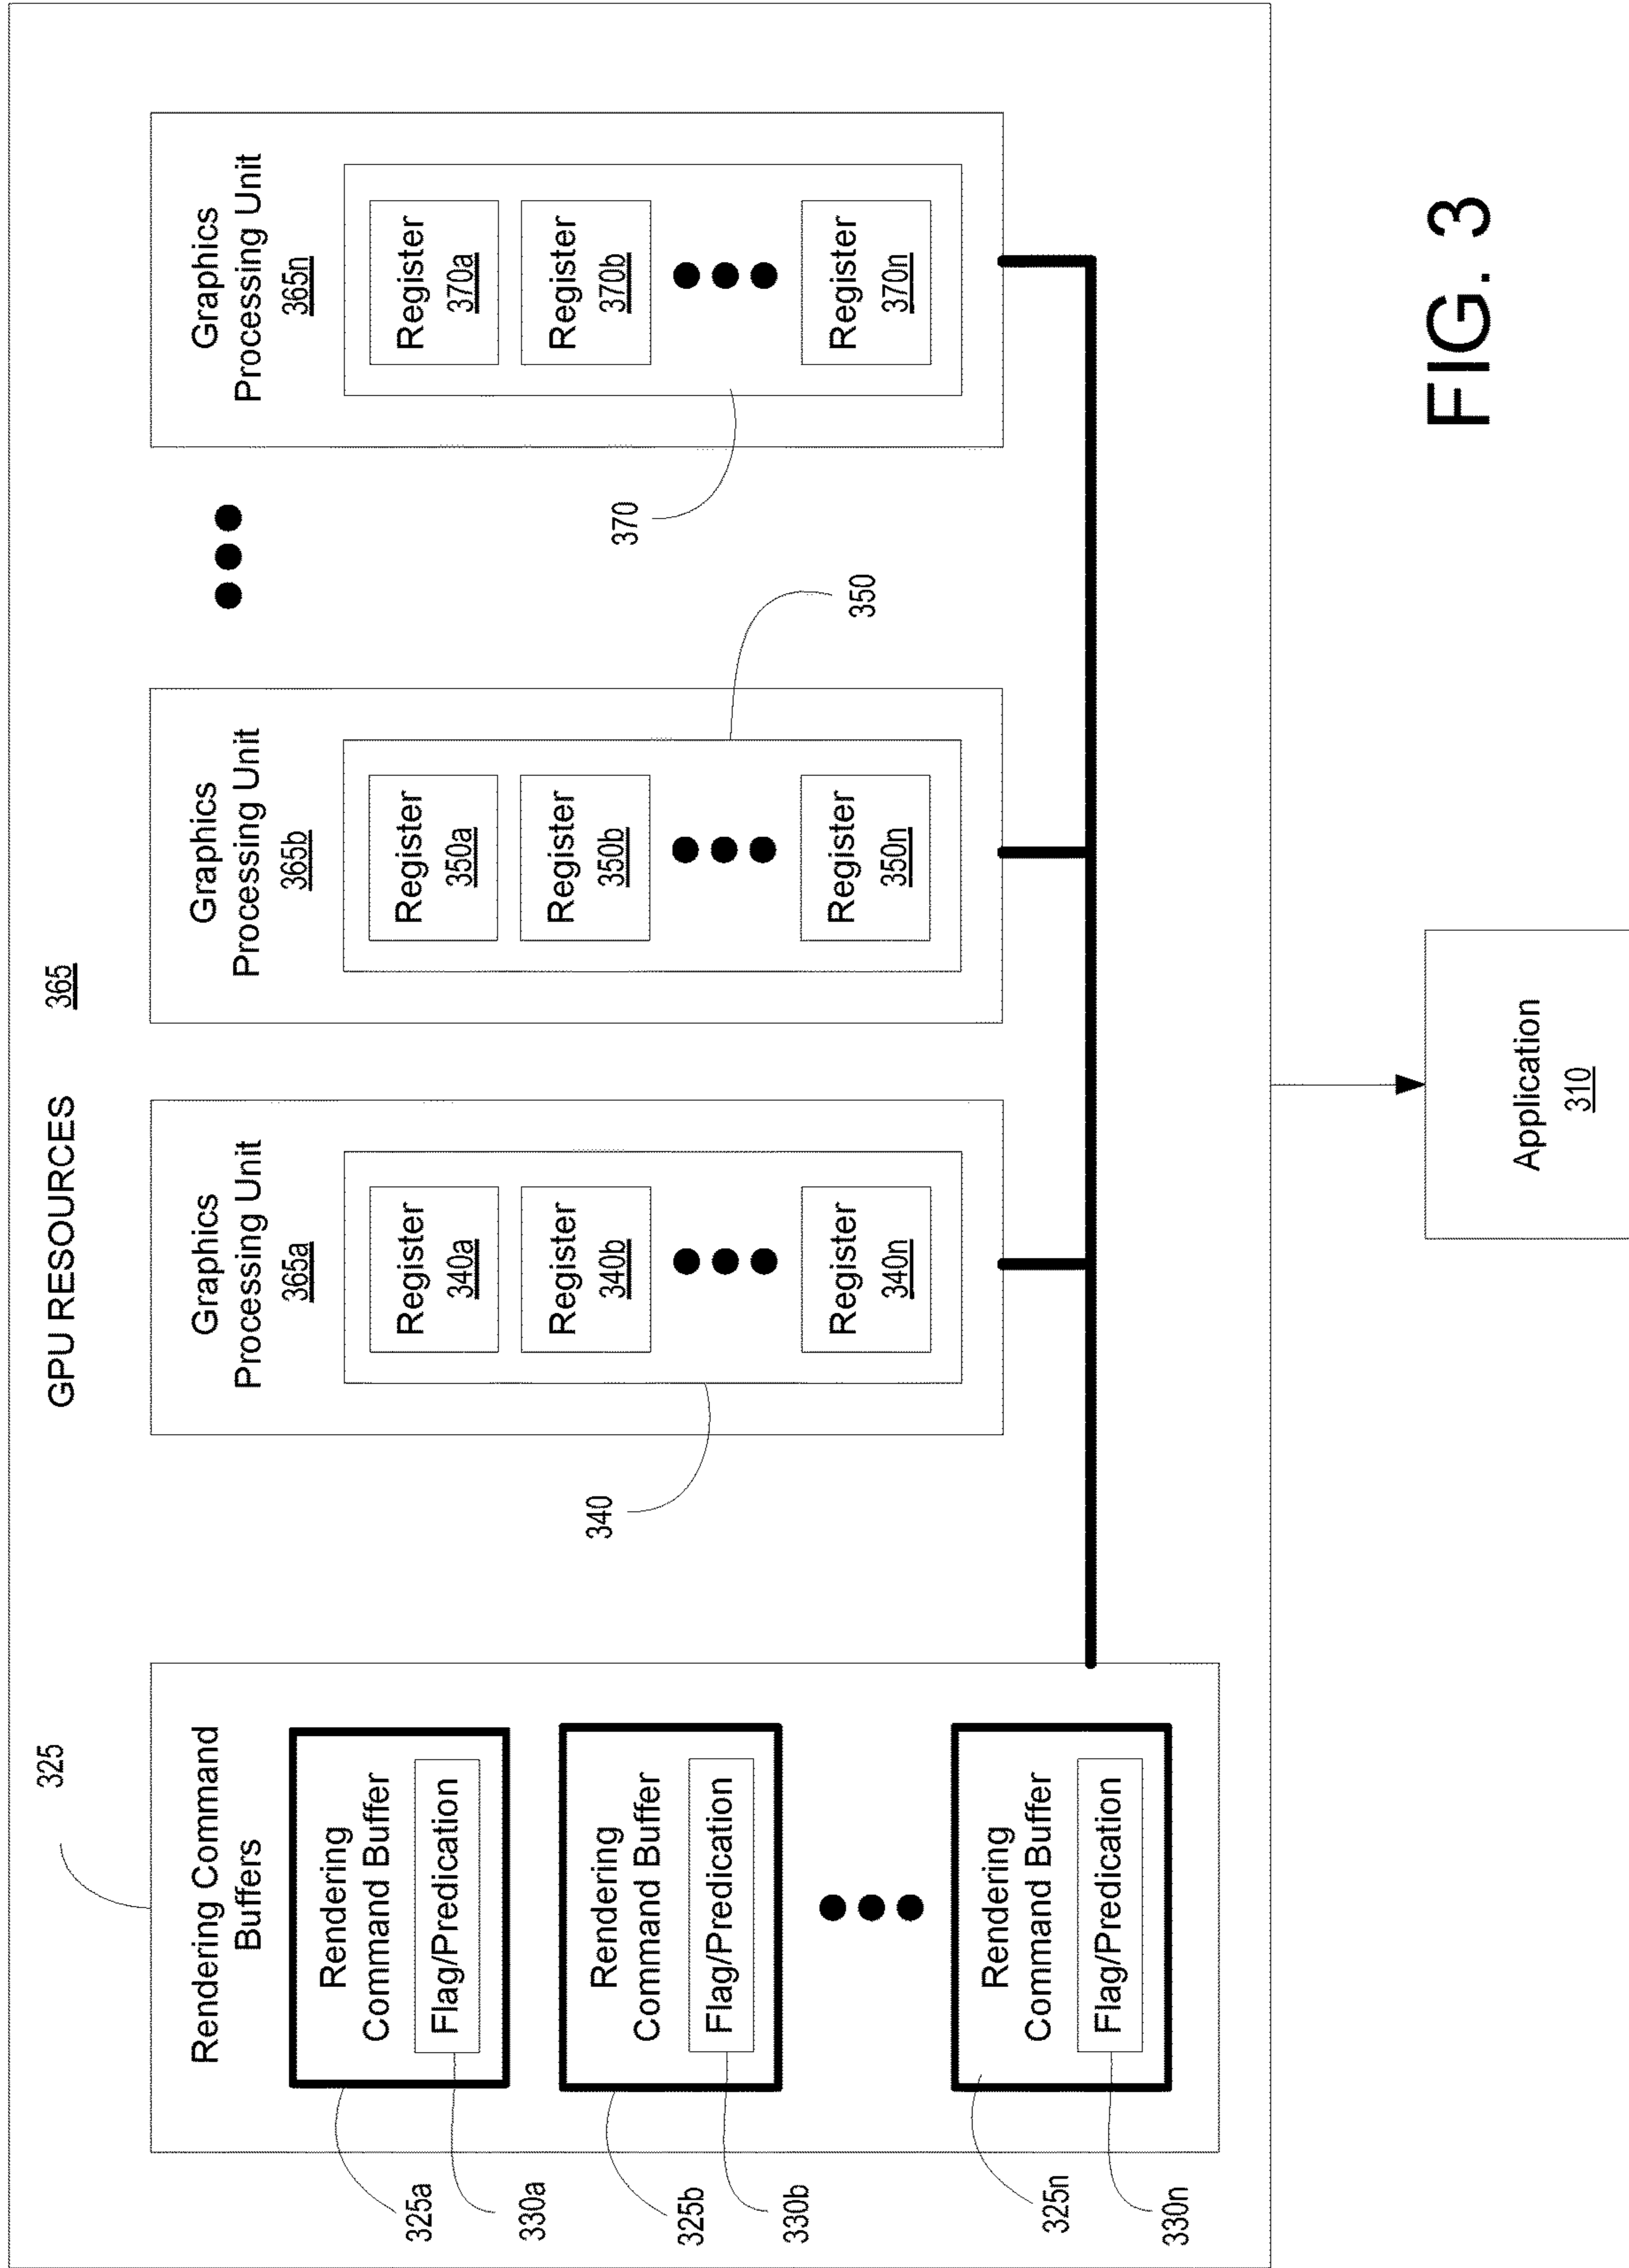 GPU RESOURCES
365
325
Rendering Command
Buffers
Rendering
Command Buffer
Flag/Predication
325a
330a
Rendering
Command Buffer
Flag/Predication
325b
330b
Rendering
Command Buffer
Flag/Predication
325n
330n
Graphics
Processing Unit
365a
Register
340a
Register
340b
Register
340n
340
Graphics
Processing Unit
365b
Register
350a
Register
350b
Register
350n
350
Graphics
Processing Unit
365n
Register
370a
Register
370b
Register
370n
370
Application
310
FIG. 3